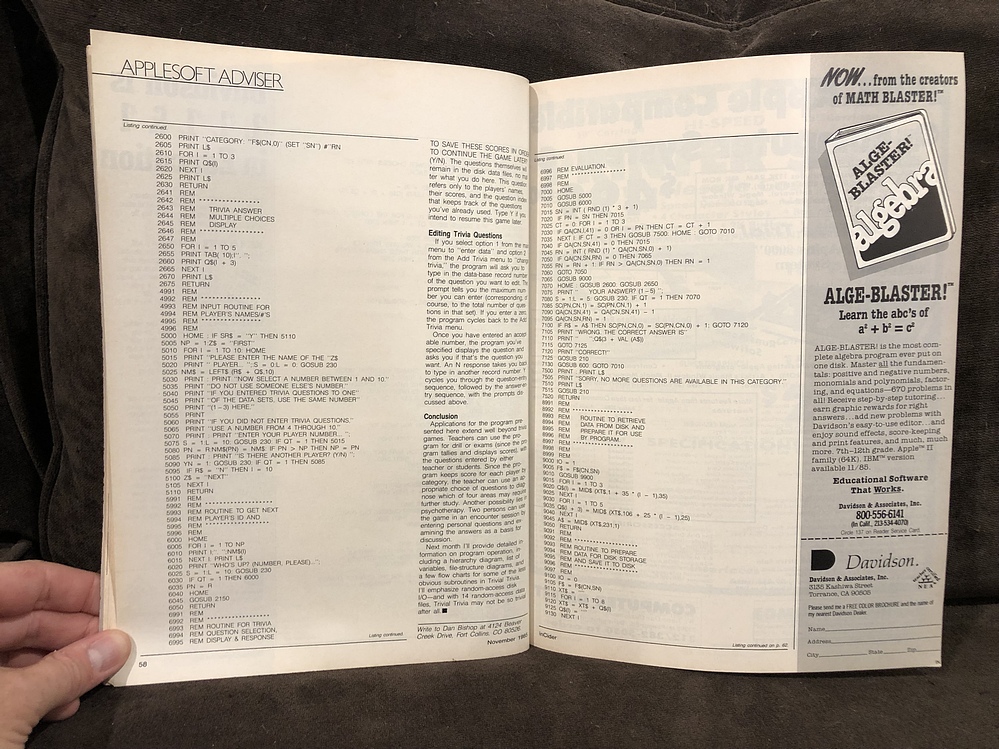 APPLESOFT ADVISER
Listing continued.
2600 PRINT "CATEGORY: "F$(CN,0)" (SET "SN") #"RN
2605 PRINT L$
2610 FOR I = 1 TO 3
2615 PRINT Q$(I)
2620 NEXT I
2625 PRINT L$
2630 RETURN
2641 REM
2642 REM
2643 REM TRIVIA ANSWER
2644 REM MULTIPLE CHOICES
2645 REM DISPLAY
2646 REM
2647 REM
2650 FOR I = 1 TO 5
2655 PRINT TAB( 10);I". ";
2660 PRINT Q$(I + 3)
2665 NEXT I
2670 PRINT L$
2675 RETURN
4991 REM
4992 REM
4993 REM INPUT ROUTINE FOR
4994 REM PLAYER'S NAMES/#'S
4995 REM
4996 REM
5000 HOME : IF SR$ = "Y" THEN 5110
5005 NP = 1:Z$ = "FIRST"
5010 FOR I = 1 TO 10: HOME
5015 PRINT "PLEASE ENTER THE NAME OF THE "Z$
5020 PRINT " PLAYER... ";:S = 0:L = 0: GOSUB 230
5025 NM$ = LEFT$ (R$ + Q$,10)
5030 PRINT : PRINT "NOW SELECT A NUMBER BETWEEN 1 AND 10."
5035 PRINT "DO NOT USE SOMEONE ELSE'S NUMBER."
5040 PRINT "IF YOU ENTERED TRIVIA QUESTIONS TO ONE"
5045 PRINT "OF THE DATA SETS, USE THE SAME NUMBER"
5050 PRINT "(1-3) HERE."
5055 PRINT
5060 PRINT "IF YOU DID NOT ENTER TRIVIA QUESTIONS,
5065 PRINT "USE A NUMBER FROM 4 THROUGH 10."
5070 PRINT : PRINT "ENTER YOUR PLAYER NUMBER... ";
5075 S = 1:L = 10: GOSUB 230: IF QT = 1 THEN 5015
5080 PN = R:NM$(PN) = NM$: IF PN > NP THEN NP = PN
5085 PRINT : PRINT "IS THERE ANOTHER PLAYER? (Y/N) ";
5090 YN = 1: GOSUB 230: IF QT = 1 THEN 5085
5095 IF R$ = "N" THEN I = 10
5100 Z$ = "NEXT"
5105 NEXT I
5110 RETURN
5991 REM
5992 REM
5993 REM ROUTINE TO GET NEXT
5994 REM PLAYER'S ID AND
5995 REM
5996 REM
6000 HOME
6005 FOR I = 1 TO NP
6010 PRINT I;". "NM$(I)
6015 NEXT I: PRINT L$
6020 PRINT "WHO'S UP? (NUMBER, PLEASE)...";
6025 S = 1:L = 10: GOSUB 230
6030 IF QT = 1 THEN 6000
6035 PN = R
6040 HOME
6045 GOSUB 2150
6050 RETURN
6991 REM
6992 REM
6993 REM ROUTINE FOR TRIVIA
6994 REM QUESTION SELECTION,
6995 REM DISPLAY & RESPONSE
Listing continued.
58
TO SAVE THESE SCORES IN ORDER
TO CONTINUE THE GAME LATER?
(Y/N). The questions themselves will
remain in the disk data files, no mat-
ter what you do here. This question
refers only to the players' names,
their scores, and the question index
that keeps track of the questions
you've already used. Type Y if you
intend to resume this game later.
Editing Trivia Questions
If you select option 1 from the main
menu to "enter data" and option 2
from the Add Trivia menu to "change
trivia," the program will ask you to
type in the data-base record number
of the question you want to edit. The
prompt tells you the maximum num-
ber you can enter (corresponding, of
course, to the total number of ques-
tions in that set). If you enter a zero,
the program cycles back to the Add
Trivia menu.
Once you have entered an accept-
able number, the program you've
specified displays the question and
asks you if that's the question you
want. An N response takes you back
to type in another record number. Y
cycles you through the question-en-
try sequence, followed by the answer-en-
try sequence, with the prompts dis-
cussed above.
Conclusion
Applications for the program pre-
sented here extend well beyond trivia
games. Teachers can use the pro-
gram for drill or exams (since the pro-
gram tallies and displays scores), with
the questions entered by either
teacher or students. Since the pro-
gram keeps score for each player by
category, the teacher can use an ap-
propriate choice of questions to diag-
nose which of four areas may require
further study. Another possibility lies in
psychotherapy. Two persons can use
the game in an encounter session by
entering personal questions and ex-
amining the answers as a basis for
discussion.
Next month I'll provide detailed in-
formation on program operation, in-
cluding a hierarchy diagram, list of
variables, file-structure diagrams, and
a few flow charts for some of the less
obvious subroutines in Trivial Trivia.
I'll emphasize random-access disk
I/O—and with 14 random-access data
files, Trivial Trivia may not be so trivial
after all. ■
Write to Dan Bishop at 4124 Beaver
Creek Drive, Fort Collins, CO 80526.
November 1985
Listing continued.
6996 REM EVALUATION.
6997 REM
6998 REM
7000 HOME
7005 GOSUB 5000
7010 GOSUB 6000
7015 SN = INT ( RND (1) * 3 + 1)
7020 IF PN = SN THEN 7015
7025 CT = 0: FOR I = 1 TO 3
7030 IF QA(CN,I,41) = 0 OR I = PN THEN CT = CT + 1
7035 NEXT I: IF CT = 3 THEN GOSUB 7500: HOME : GOTO 7010
7040 IF QA(CN,SN,41) = 0 THEN 7015
7045 RN = INT ( RND (1) * QA(CN,SN,0) + 1)
7050 IF QA(CN,SN,RN) = 0 THEN 7065
7055 RN = RN + 1: IF RN > QA(CN,SN,0) THEN RN = 1
7060 GOTO 7050
7065 GOSUB 9000
7070 HOME : GOSUB 2600: GOSUB 2650
7075 PRINT " YOUR ANSWER? (1-5) ";
7080 S = 1:L = 5: GOSUB 230: IF QT = 1 THEN 7070
7090 QA(CN,SN,41) = QA(CN,SN,41) - 1
7095 QA(CN,SN,RN) = 1
7100 IF R$ = A$ THEN SC(PN,CN,0) = SC(PN,CN,0) + 1: GOTO 7120
7105 PRINT "WRONG. THE CORRECT ANSWER IS"
7110 PRINT " ";Q$(3 + VAL (A$))
7115 GOTO 7125
7120 PRINT "CORRECT!"
7125 GOSUB 210
7130 GOSUB 600: GOTO 7010
7500 PRINT : PRINT L$
7505 PRINT "SORRY, NO MORE QUESTIONS ARE AVAILABLE IN THIS CATEGORY."
7510 PRINT L$
7515 GOSUB 210
7520 RETURN
8991 REM
8992 REM
8993 REM ROUTINE TO RETRIEVE
8994 REM DATA FROM DISK AND
8995 REM PREPARE IT FOR USE
8996 REM BY PROGRAM.
8997 REM
8998 REM
9000 IO = 1
9005 F$ = F$(CN,SN)
9010 GOSUB 9900
9015 FOR I = 1 TO 3
9020 Q$(I) = MID$ (XT$,1 + 35 * (I - 1),35)
9025 NEXT I
9030 FOR I = 1 TO 5
9035 Q$(I + 3) = MID$ (XT$,106 + 25 * (I - 1),25)
9040 NEXT I
9045 A$ = MID$ (XT$,231,1)
9050 RETURN
9091 REM
9092 REM
9093 REM ROUTINE TO PREPARE
9094 REM DATA FOR DISK STORAGE
9095 REM AND SAVE IT TO DISK
9096 REM
9097 REM
9100 IO = 0
9105 F$ = F$(CN,SN)
9110 XT$ = ""
9115 FOR I = 1 TO 8
9120 XT$ = XT$ + Q$(I)
9125 Q$(I) = ""
9130 NEXT I
inCider
Listing continued on p. 60.
NOW...from the creators
of MATH BLASTER!™
ALGE-
BLASTER!
algebra
ALGE-BLASTER!™
Learn the abc's of
a² + b² = c²
ALGE-BLASTER! is the most com-
plete algebra program ever put on
one disk. Master all the fundamen-
tals: positive and negative numbers,
monomials and polynomials, factor-
ing, and equations—670 problems in
all! Receive step-by-step tutoring...
earn graphic rewards for right
answers...add new problems with
Davidson's easy-to-use editor...and
enjoy sound effects, score-keeping
and print features, and much, much
more. 7th-12th grade. Apple™ II
family (64K). IBM™ version
available 11/85.
Educational Software
That Works.
Davidson & Associates, Inc.
800-556-6141
(In Calif., 213-534-4070)
Circle 137 on Reader Service Card.
Davidson.
Davidson & Associates, Inc.
3135 Kashiwa Street
Torrance, CA 90505
Please send a FREE COLOR BROCHURE and the name of
my nearest Davidson Dealer.
Name
Address
City State Zip